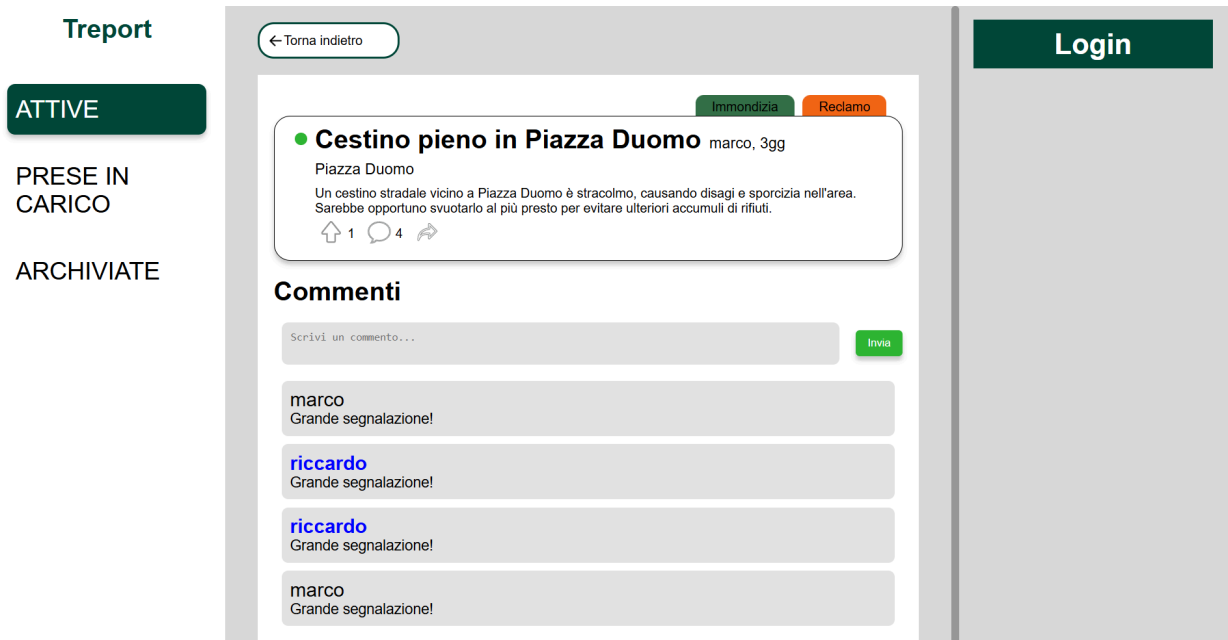 Treport
ATTIVE
PRESE IN
CARICO
ARCHIVIATE
Torna indietro
Immondizia
Reclamo
Cestino pieno in Piazza Duomo marco, 3gg
Piazza Duomo
Un cestino stradale vicino a Piazza Duomo è stracolmo, causando disagi e sporcizia nell'area.
Sarebbe opportuno svuotarlo al più presto per evitare ulteriori accumuli di rifiuti.
1 4
Commenti
Scrivi un commento...
Invia
marco
Grande segnalazione!
riccardo
Grande segnalazione!
riccardo
Grande segnalazione!
marco
Grande segnalazione!
Login